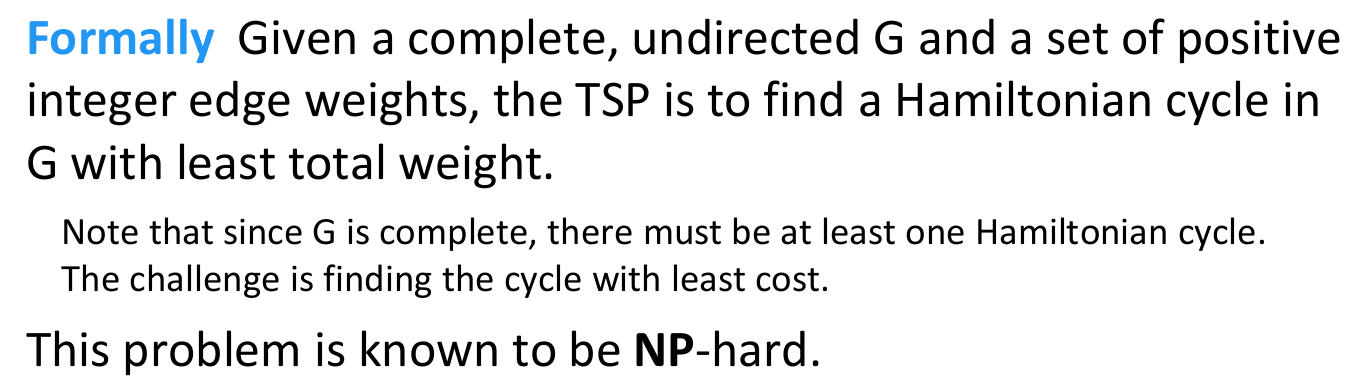 Formally Given a complete, undirected G and a set of positive
integer edge weights, the TSP is to find a Hamiltonian cycle in
G with least total weight.
Note that since G is complete, there must be at least one Hamiltonian cycle.
The challenge is finding the cycle with least cost.
This problem is known to be NP-hard.